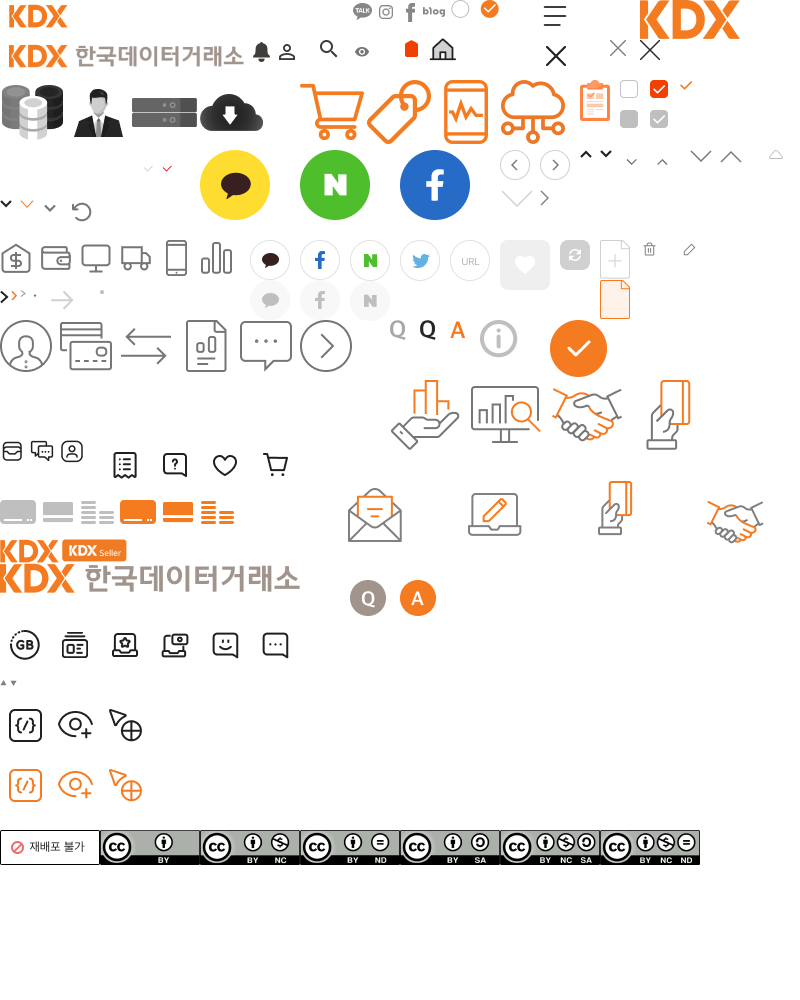 KDX
TALK
blog
KDX
KDX 한국데이터거래소
N
URL
N
N
Q Q A
KDX KDX Seller
KDX 한국데이터거래소
Q A
GB
재배포 불가
CC BY
CC BY NC
CC BY ND
CC BY SA
CC BY NC SA
CC BY NC ND